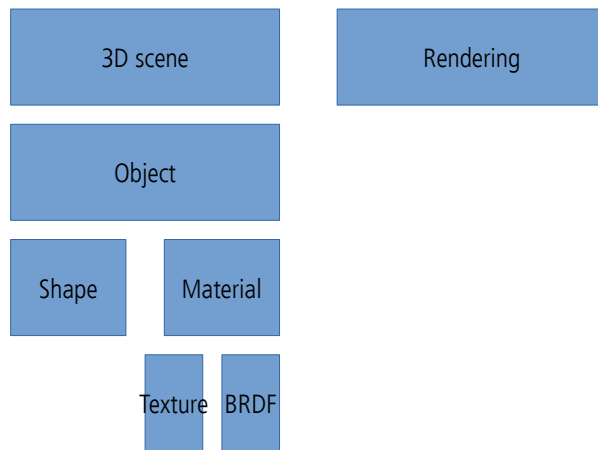 3D scene
Rendering
Object
Shape
Material
Texture
BRDF